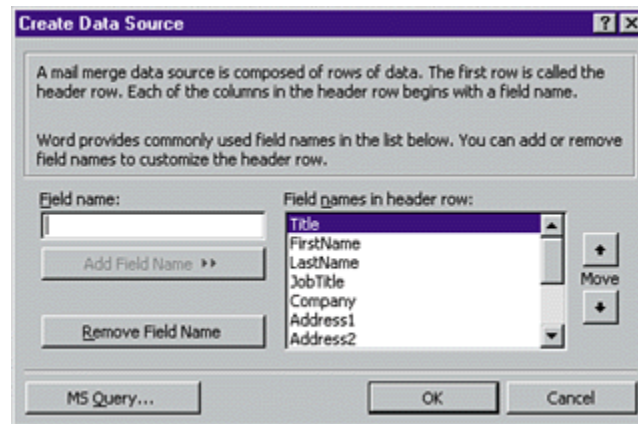 Create Data Source
A mail merge data source is composed of rows of data. The first row is called the
header row. Each of the columns in the header row begins with a field name.
Word provides commonly used field names in the list below. You can add or remove
field names to customize the header row.
Field name:
Field names in header row:
Add Field Name
Remove Field Name
Title
FirstName
LastName
JobTitle
Company
Address1
Address2
Move
MS Query...
OK
Cancel